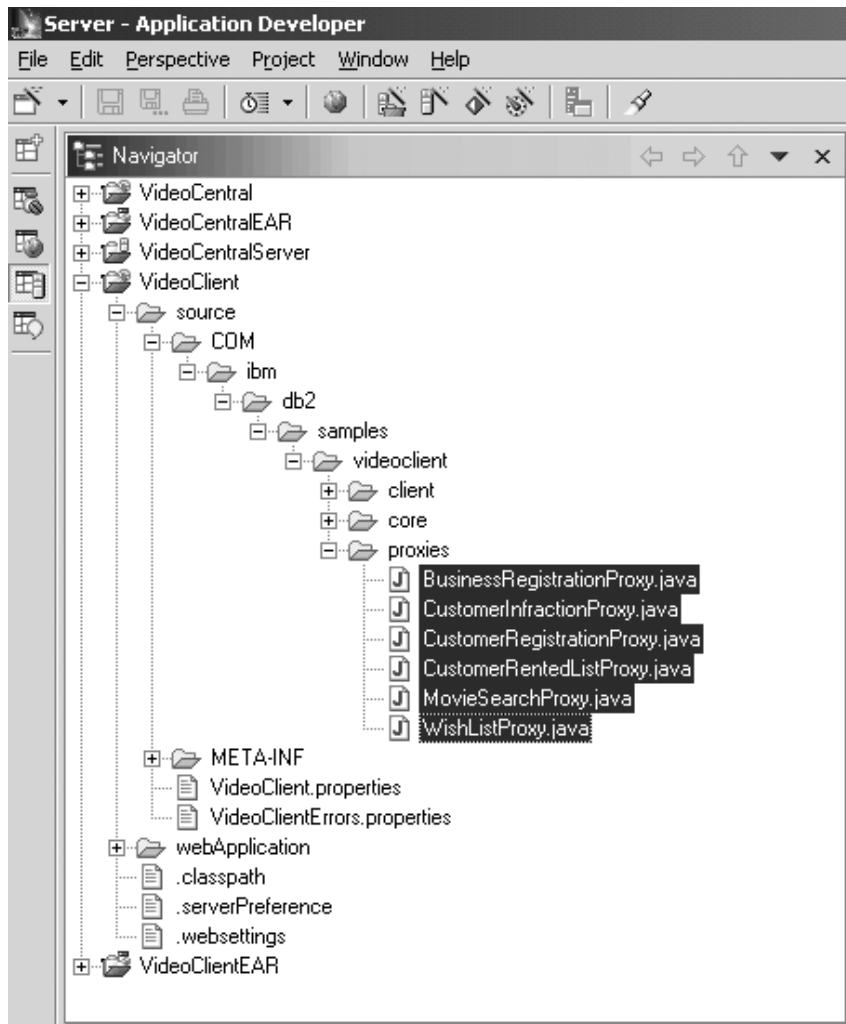 Server - Application Developer
File Edit Perspective Project Window Help
Navigator
VideoCentral
VideoCentralEAR
VideoCentralServer
VideoClient
source
COM
ibm
db2
samples
videoclient
client
core
proxies
BusinessRegistrationProxy.java
CustomerInfractionProxy.java
CustomerRegistrationProxy.java
CustomerRentedListProxy.java
MovieSearchProxy.java
WishListProxy.java
META-INF
VideoClient.properties
VideoClientErrors.properties
webApplication
.classpath
.serverPreference
.websettings
VideoClientEAR